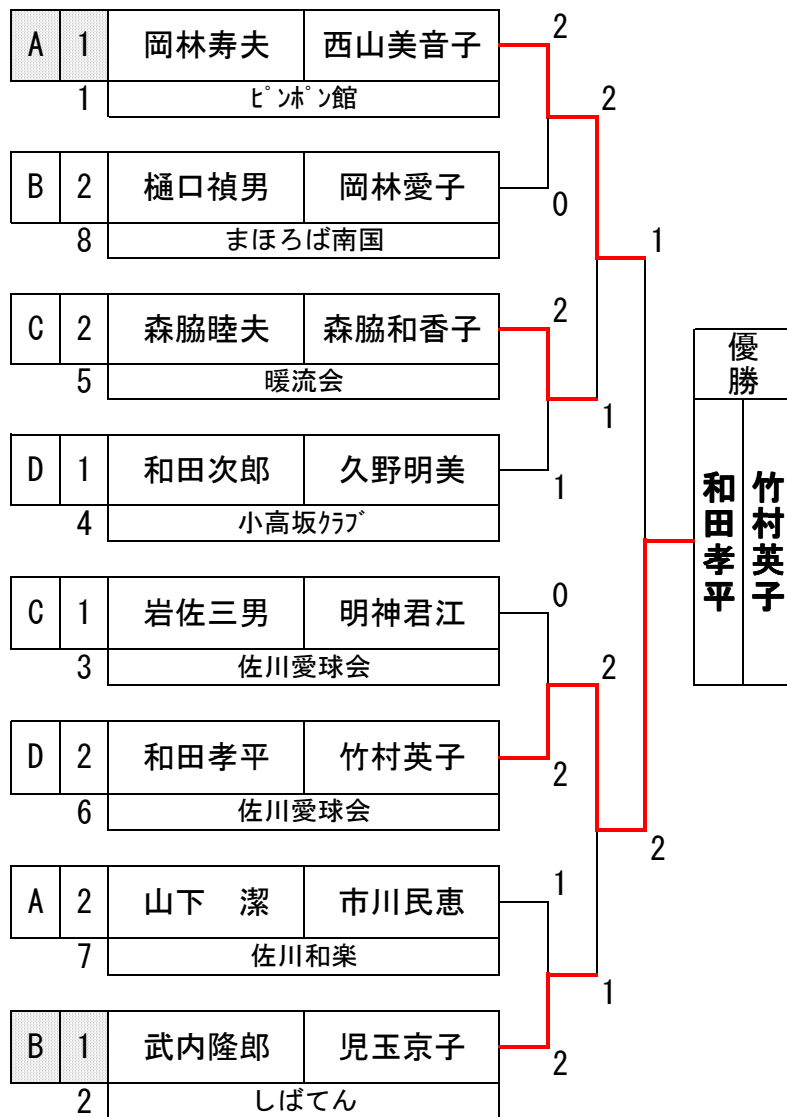 A 1 岡林寿夫 西山美音子 2
1 ピンポン館 2
B 2 樋口禎男 岡林愛子 0
8 まほろば南国 1
C 2 森脇睦夫 森脇和香子 2
5 暖流会 1
D 1 和田次郎 久野明美 1
4 小高坂クラブ
優勝
和田孝平
竹村英子
C 1 岩佐三男 明神君江 0
3 佐川愛球会 2
D 2 和田孝平 竹村英子 2
6 佐川愛球会 2
A 2 山下 潔 市川民恵 1
7 佐川和楽 1
B 1 武内隆郎 児玉京子 2
2 しばてん